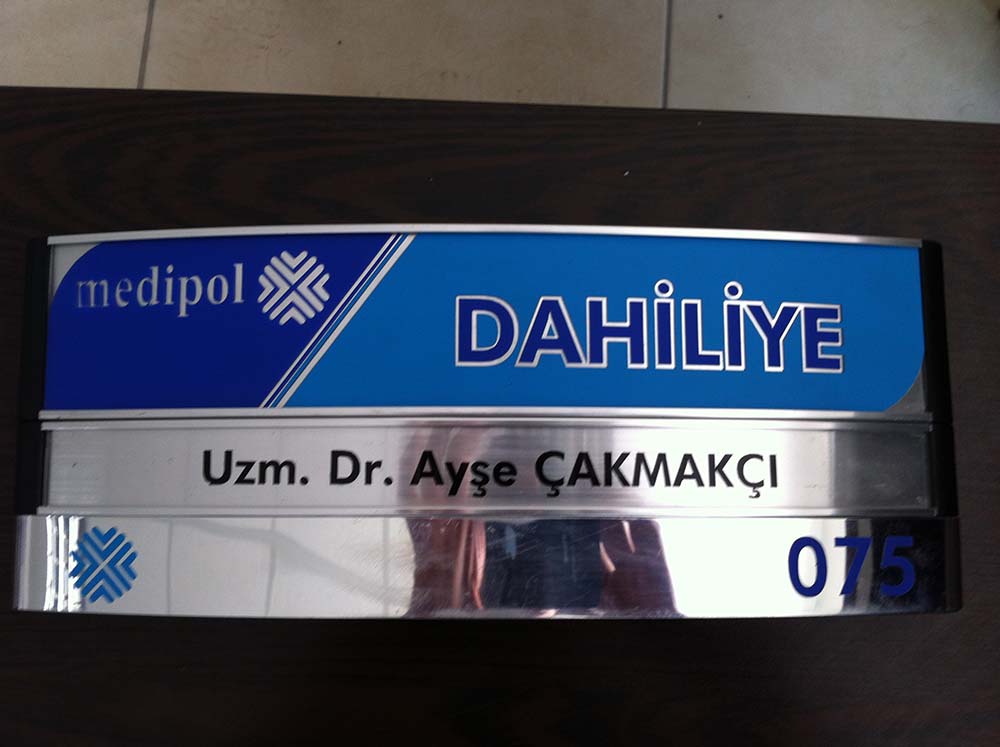 medipol
DAHİLİYE
Uzm. Dr. Ayşe ÇAKMAKÇI
075